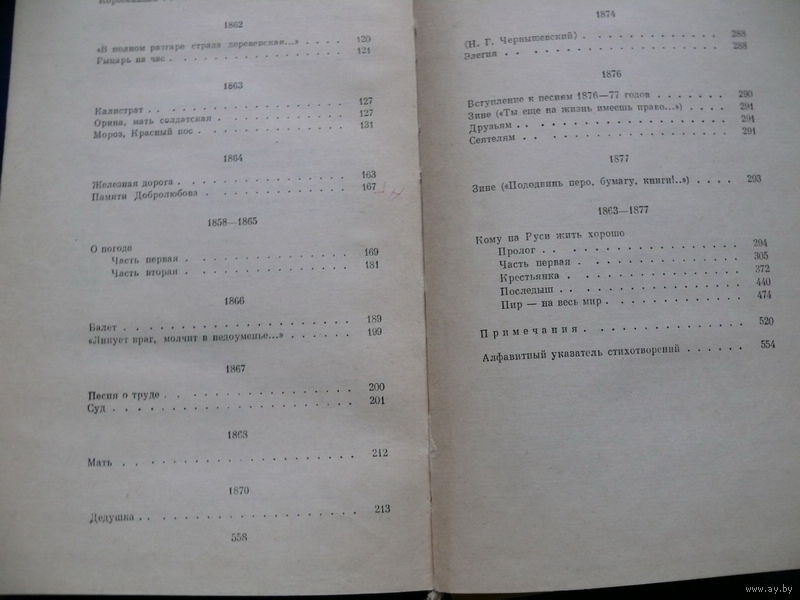 1862
«В полном разгаре страда деревенская...» . . . . 120
Рыцарь на час . . . . . . . . . . . . . 121
1863
Калистрат . . . . . . . . . . . . . . 127
Орина, мать солдатская . . . . . . . . . . 127
Мороз, Красный нос . . . . . . . . . . . 131
1864
Железная дорога . . . . . . . . . . . . 163
Памяти Добролюбова . . . . . . . . . . . 167
1858—1865
О погоде
Часть первая . . . . . . . . . . . . 169
Часть вторая . . . . . . . . . . . . 181
1866
Балет . . . . . . . . . . . . . . . . 189
«Ликует враг, молчит в недоуменье...» . . . . . 199
1867
Песня о труде . . . . . . . . . . . . . 200
Суд . . . . . . . . . . . . . . . . . 201
1868
Мать . . . . . . . . . . . . . . . . 212
1870
Дедушка . . . . . . . . . . . . . . . 213
558
1874
(Н. Г. Чернышевский) . . . . . . . . . . . 288
Элегия . . . . . . . . . . . . . . . . 288
1876
Вступление к песням 1876—77 годов . . . . . . 290
Зине («Ты еще на жизнь имеешь право...») . . . . 291
Друзьям . . . . . . . . . . . . . . . 291
Сеятелям . . . . . . . . . . . . . . . 291
1877
Зине («Пододвинь перо, бумагу, книги!..») . . . . 293
1863—1877
Кому на Руси жить хорошо
Пролог . . . . . . . . . . . . . . 294
Часть первая . . . . . . . . . . . . 305
Крестьянка . . . . . . . . . . . . . 372
Последыш . . . . . . . . . . . . . 440
Пир — на весь мир . . . . . . . . . . 474
Примечания . . . . . . . . . . . . . 520
Алфавитный указатель стихотворений . . . . . . 554
www.ay.by